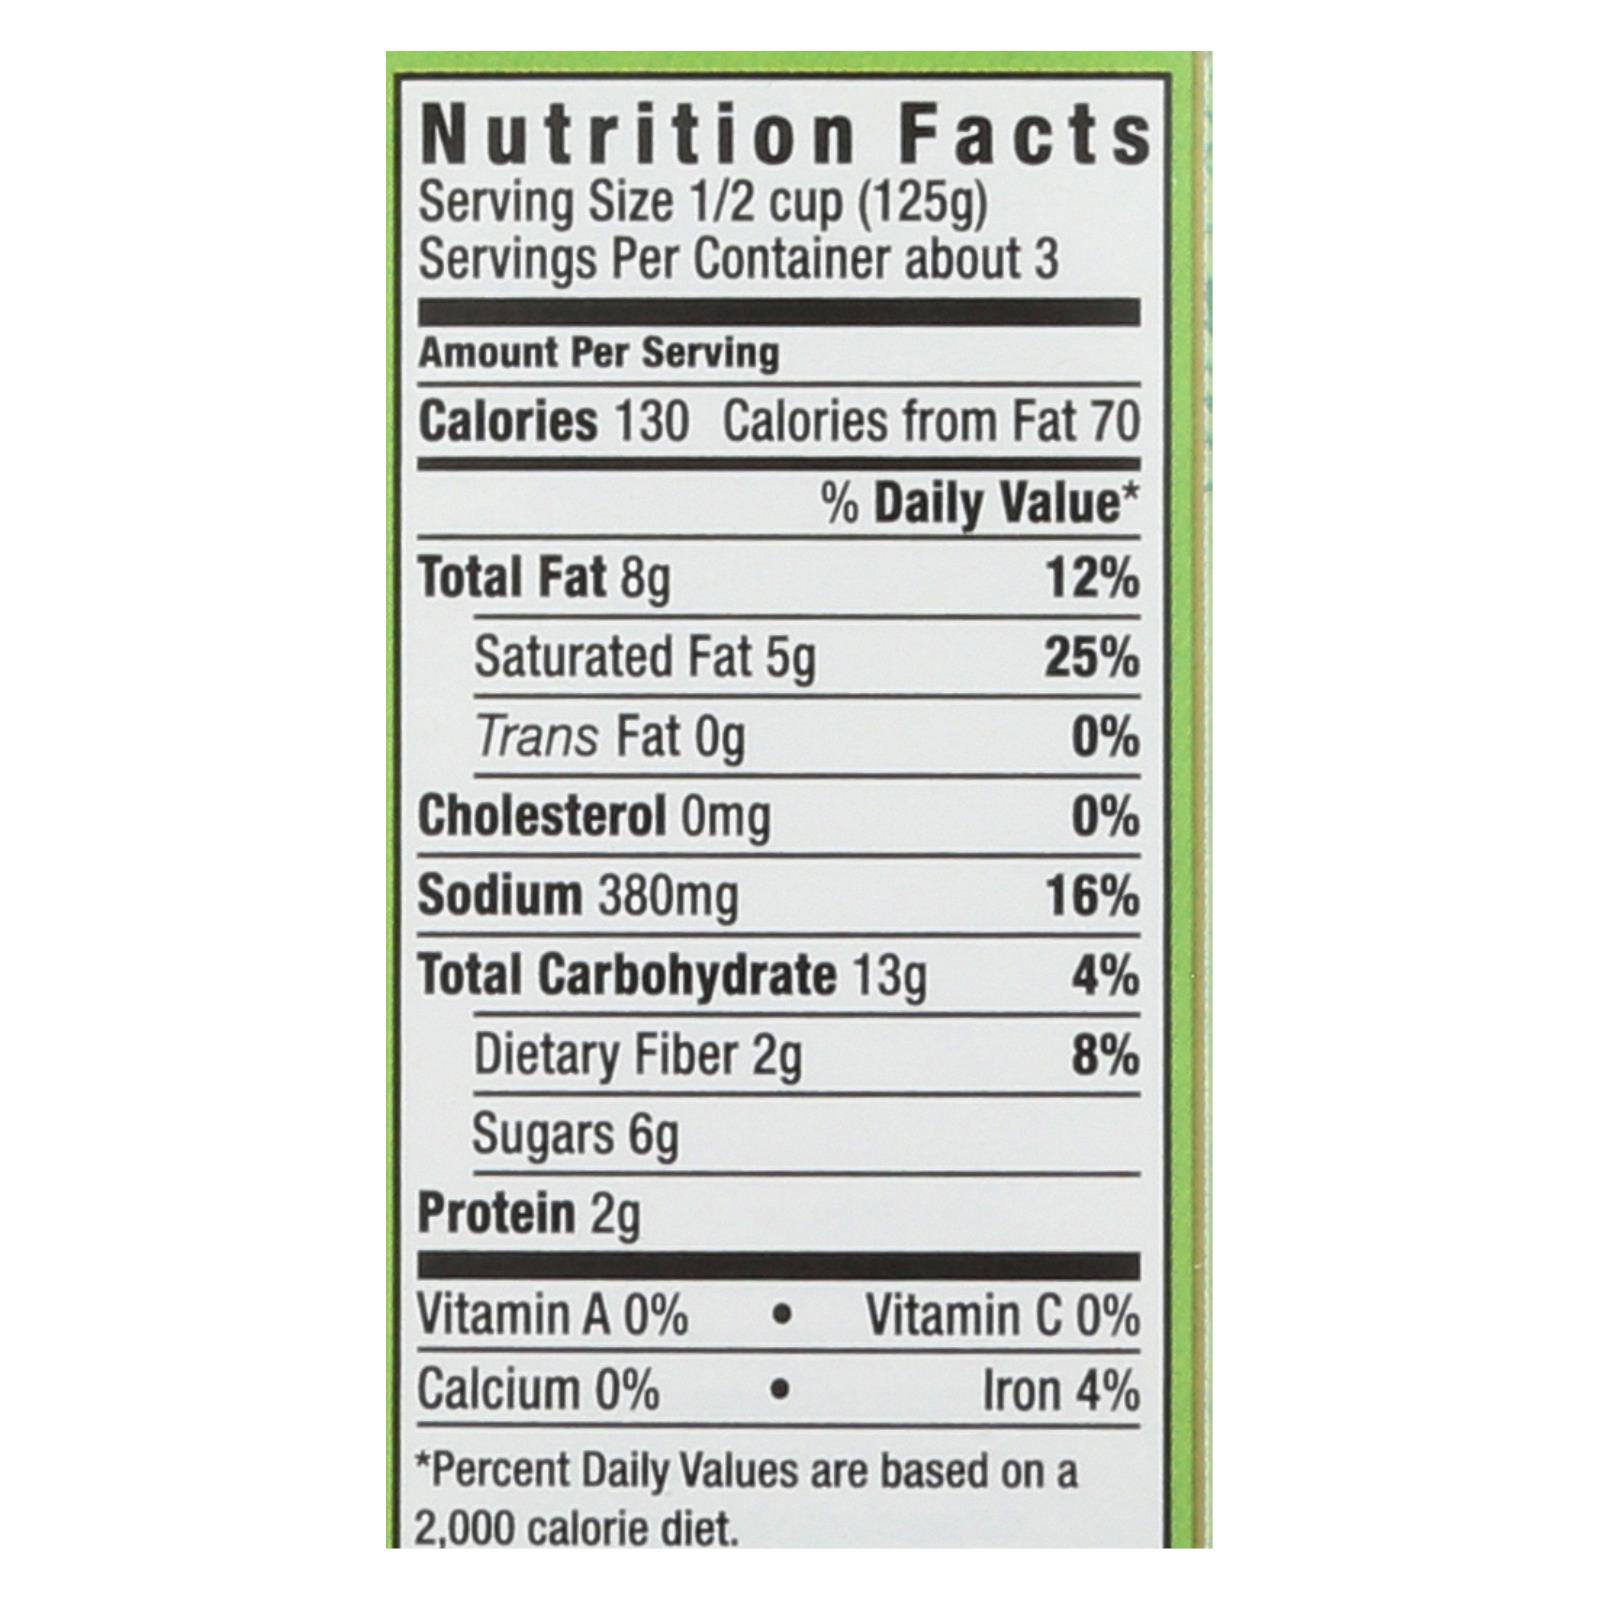 Nutrition Facts
Serving Size 1/2 cup (125g)
Servings Per Container about 3
Amount Per Serving
Calories 130 Calories from Fat 70
% Daily Value*
Total Fat 8g 12%
Saturated Fat 5g 25%
Trans Fat 0g 0%
Cholesterol 0mg 0%
Sodium 380mg 16%
Total Carbohydrate 13g 4%
Dietary Fiber 2g 8%
Sugars 6g
Protein 2g
Vitamin A 0% • Vitamin C 0%
Calcium 0% • Iron 4%
*Percent Daily Values are based on a
2,000 calorie diet.